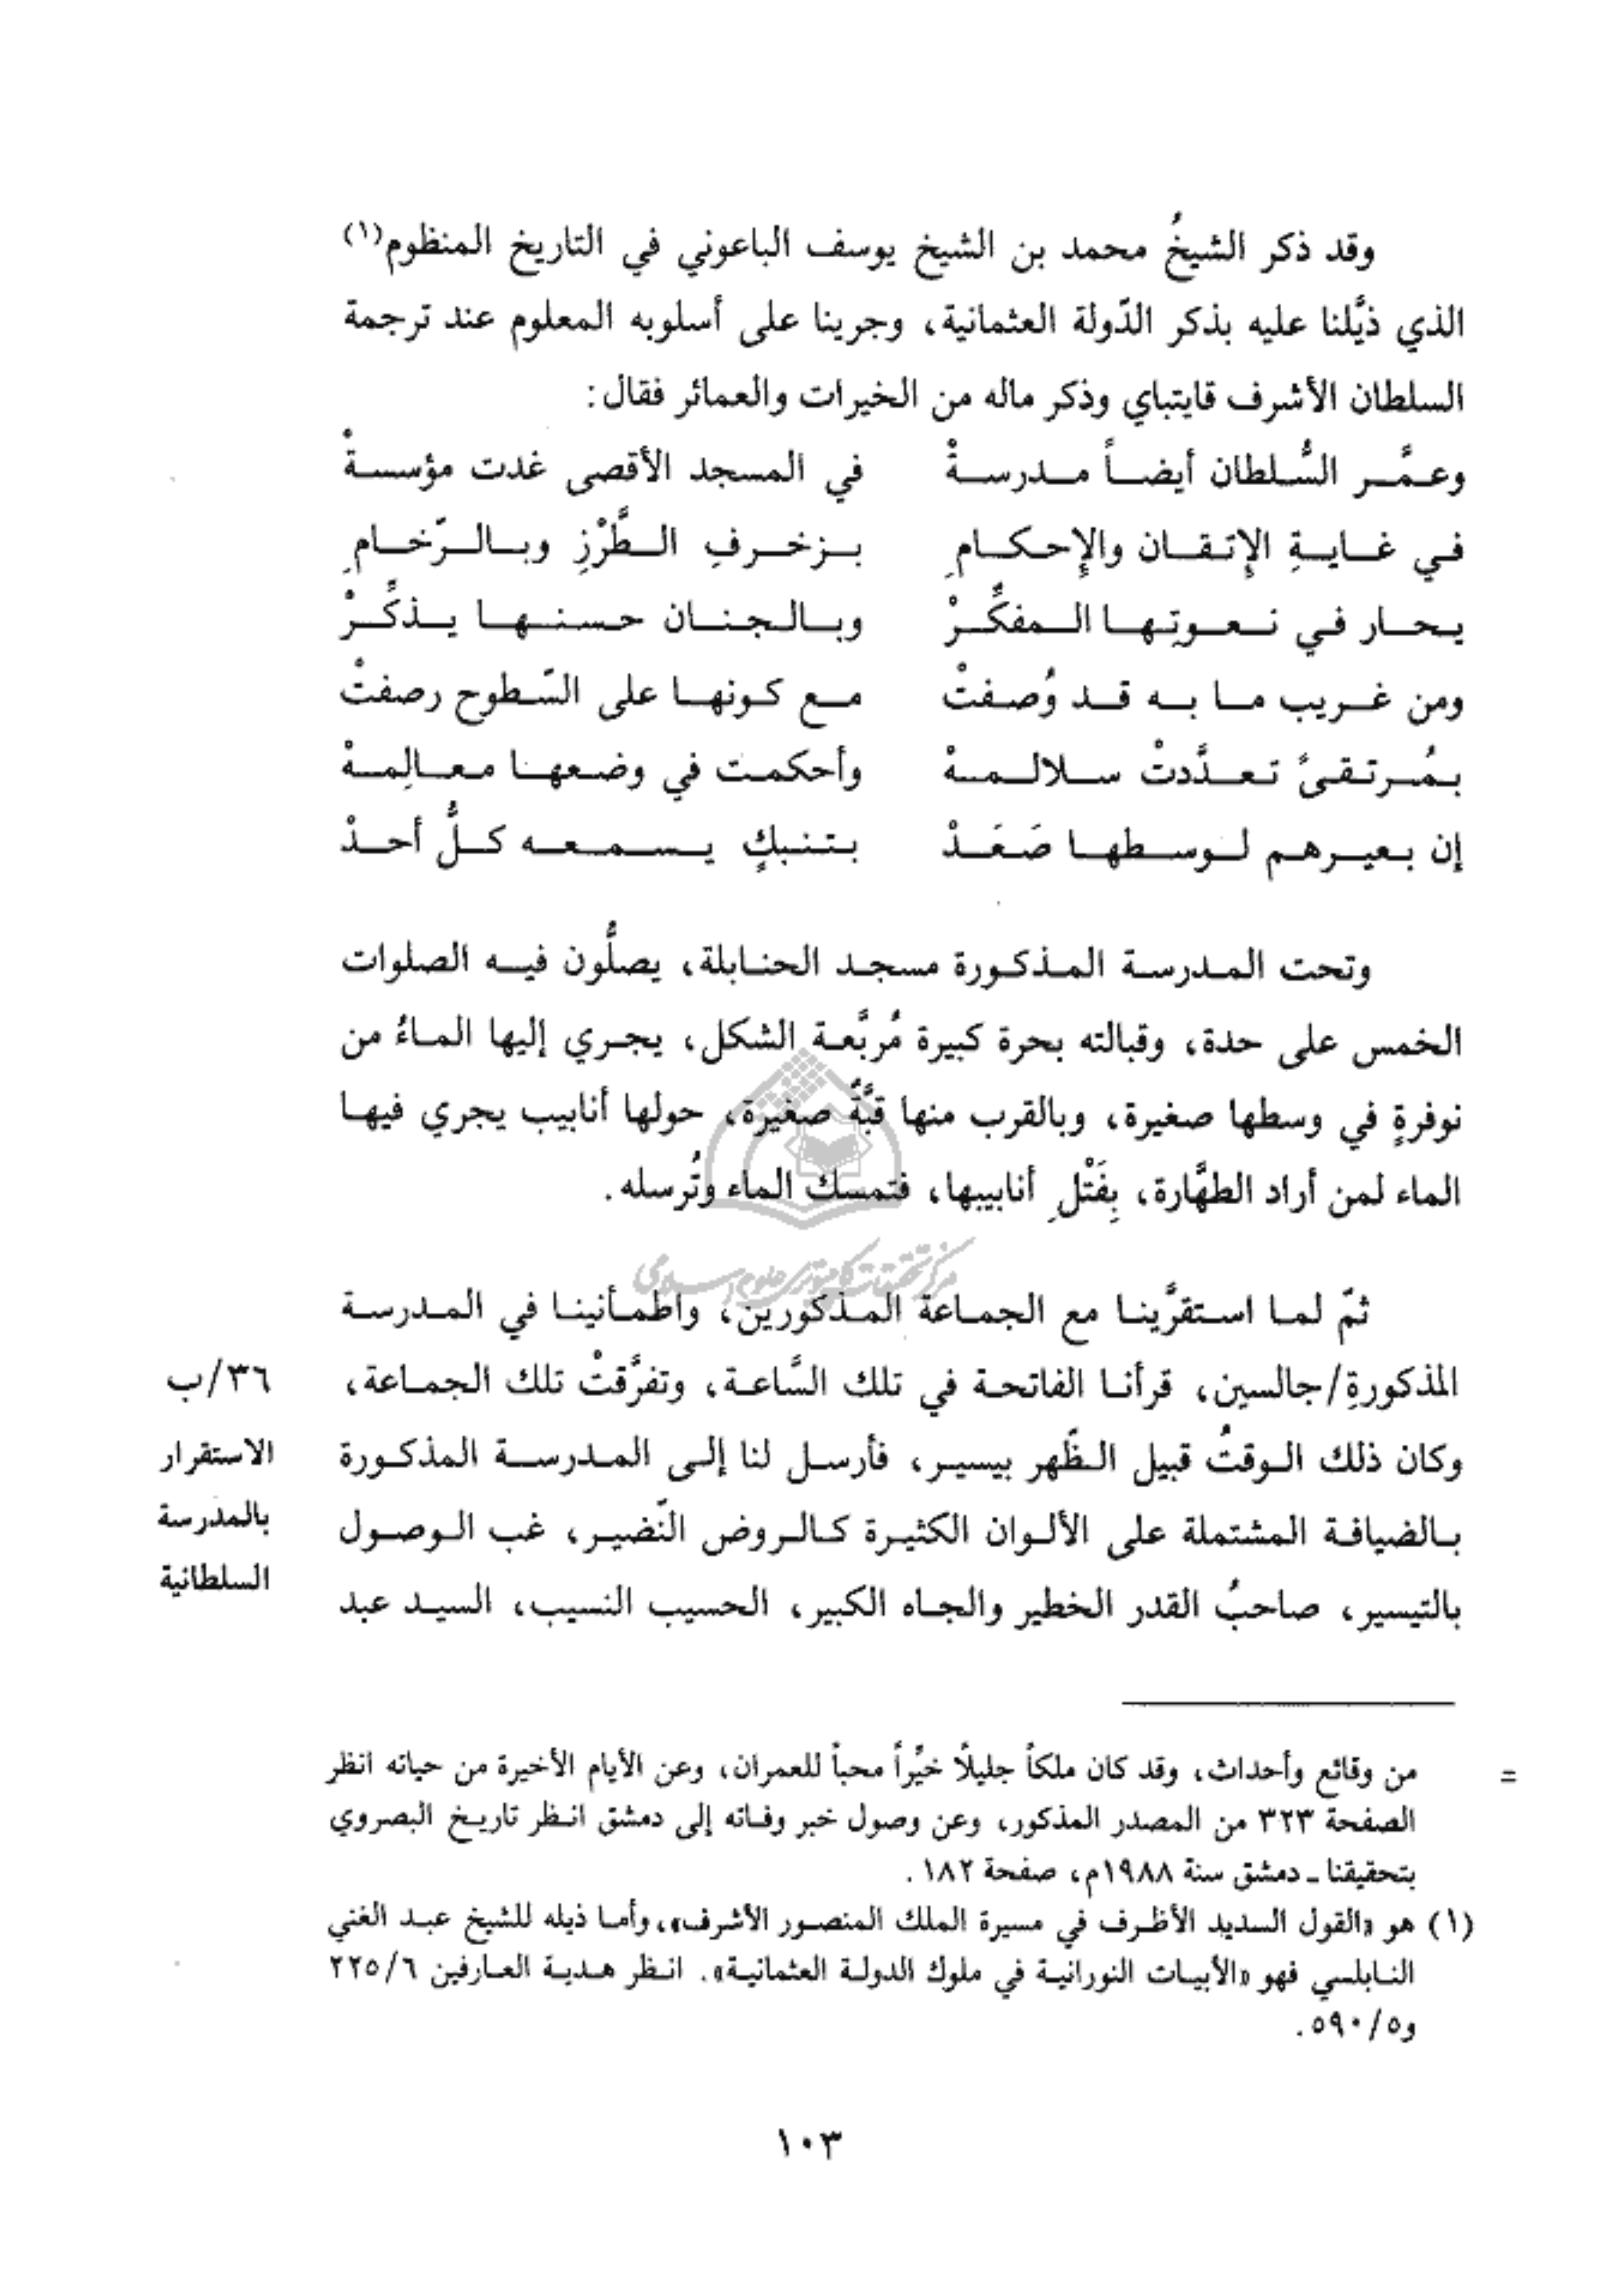 وقد ذكر الشيخُ محمد بن الشيخ يوسف الباعوني في التاريخ المنظوم(١)
الذي ذيَّلنا عليه بذكر الدّولة العثمانية، وجرينا على أسلوبه المعلوم عند ترجمة
السلطان الأشرف قايتباي وذكر ماله من الخيرات والعمائر فقال:
وعمَّر السُّلطان أيضاً مدرسةْ في المسجد الأقصى غدت مؤسسةْ
في غايةِ الإتقان والإحكامِ بزخرفِ الطَّرْزِ وبالرّخامِ
يحار في نعوتِها المفكِّرْ وبالجنان حسنها يذكِّرْ
ومن غريب ما به قد وُصفتْ مع كونها على السّطوح رصفتْ
بمُرتقىً تعدَّدتْ سلالمهْ وأحكمت في وضعها معالِمهْ
إن بعيرهم لوسطها صَعَدْ بتنبكٍ يسمعه كلُّ أحدْ
وتحت المدرسة المذكورة مسجد الحنابلة، يصلُّون فيه الصلوات
الخمس على حدة، وقبالته بحرة كبيرة مُربَّعة الشكل، يجري إليها الماءُ من
نوفرةٍ في وسطها صغيرة، وبالقرب منها قبَّةٌ صغيرة، حولها أنابيب يجري فيها
الماء لمن أراد الطهَّارة، بِفَتْلِ أنابيبها، فتمسك الماء وتُرسله.
مركز تحقيقات كامپيوترى علوم اسلامى
ثمّ لما استقرَّينا مع الجماعة المذكورين، واطمأنينا في المدرسة
المذكورةِ/جالسين، قرأنا الفاتحة في تلك السَّاعة، وتفرَّقتْ تلك الجماعة،
٣٦/ب
وكان ذلك الوقتُ قبيل الظّهر بيسير، فأرسل لنا إلى المدرسة المذكورة
الاستقرار
بالضيافة المشتملة على الألوان الكثيرة كالروض النّضير، غب الوصول
بالمدرسة
بالتيسير، صاحبُ القدر الخطير والجاه الكبير، الحسيب النسيب، السيد عبد
السلطانية
= من وقائع وأحداث، وقد كان ملكاً جليلًا خيِّراً محباً للعمران، وعن الأيام الأخيرة من حياته انظر
الصفحة ٣٢٣ من المصدر المذكور، وعن وصول خبر وفاته إلى دمشق انظر تاريخ البصروي
بتحقيقنا ـ دمشق سنة ١٩٨٨م، صفحة ١٨٢.
(١) هو «القول السديد الأظرف في مسيرة الملك المنصور الأشرف»، وأما ذيله للشيخ عبد الغني
النابلسي فهو «الأبيات النورانية في ملوك الدولة العثمانية». انظر هدية العارفين ٢٢٥/٦
و٥٩٠/٥.
١٠٣